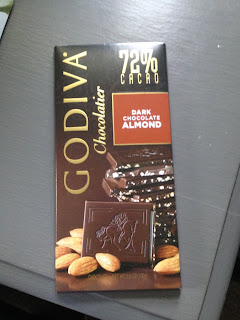 GODIVA®
Chocolatier
72%
CACAO
DARK
CHOCOLATE
ALMOND